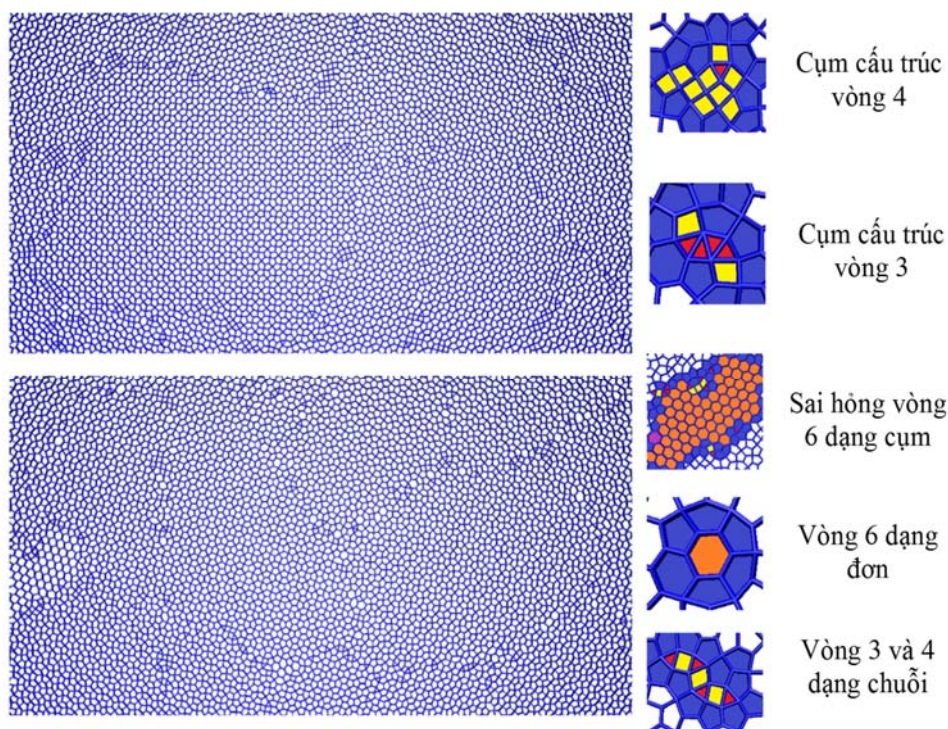 Cụm cấu trúc
vòng 4
Cụm cấu trúc
vòng 3
Sai hỏng vòng
6 dạng cụm
Vòng 6 dạng
đơn
Vòng 3 và 4
dạng chuỗi